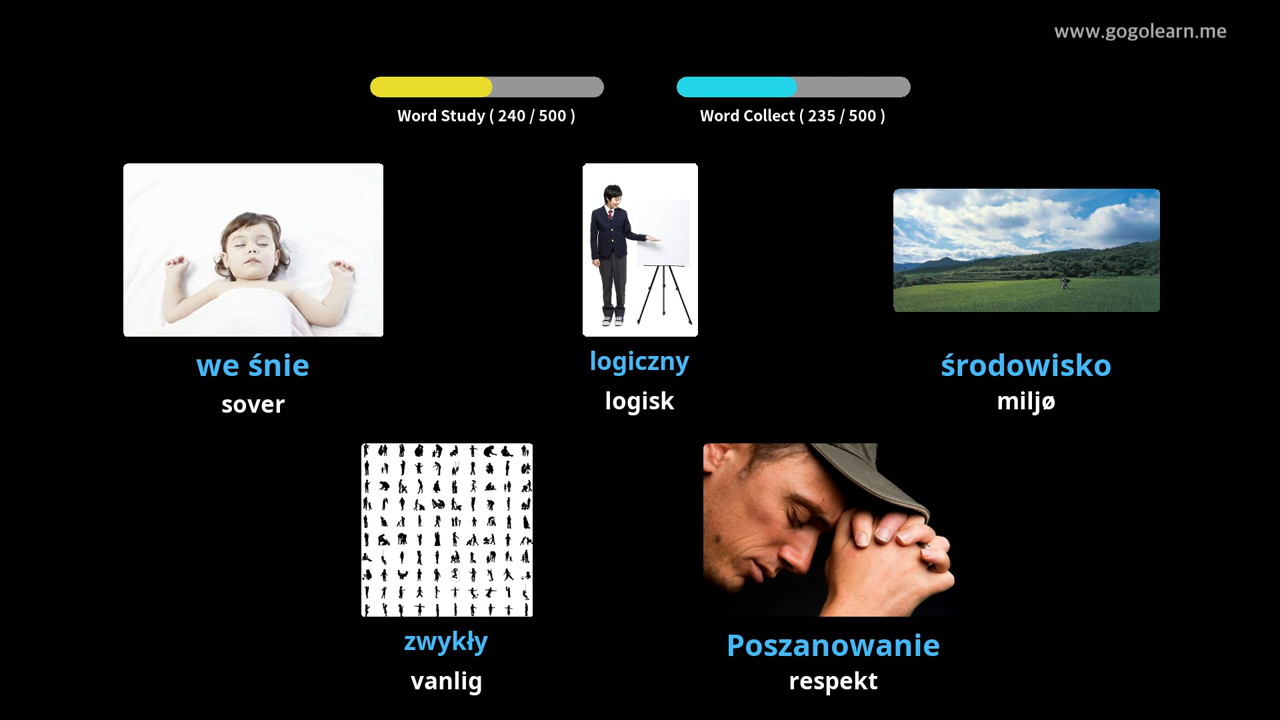 www.gogolearn.me
Word Study ( 240 / 500 )
Word Collect ( 235 / 500 )
we śnie
sover
logiczny
logisk
środowisko
miljø
zwykły
vanlig
Poszanowanie
respekt